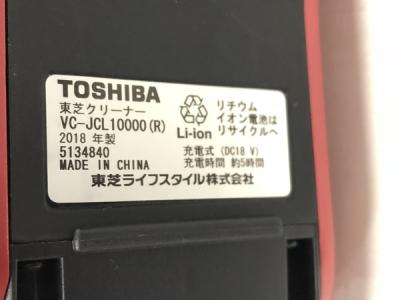 TOSHIBA
東芝クリーナー
VC-JCL10000(R)
2018 年製
5134840
MADE IN CHINA
Li-ion
リチウム
イオン電池は
リサイクルへ
充電式 (DC18 V)
充電時間 約5時間
東芝ライフスタイル株式会社